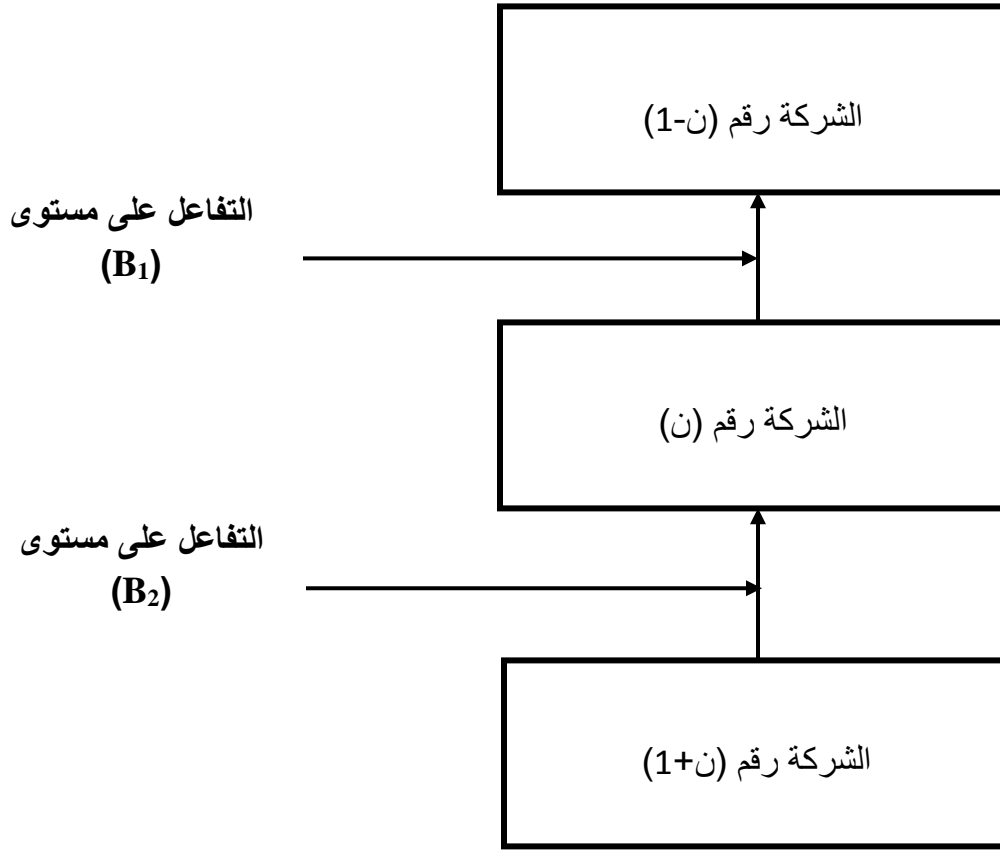 الشركة رقم (ن-1)
التفاعل على مستوى
(B₁)
الشركة رقم (ن)
التفاعل على مستوى
(B₂)
الشركة رقم (ن+1)